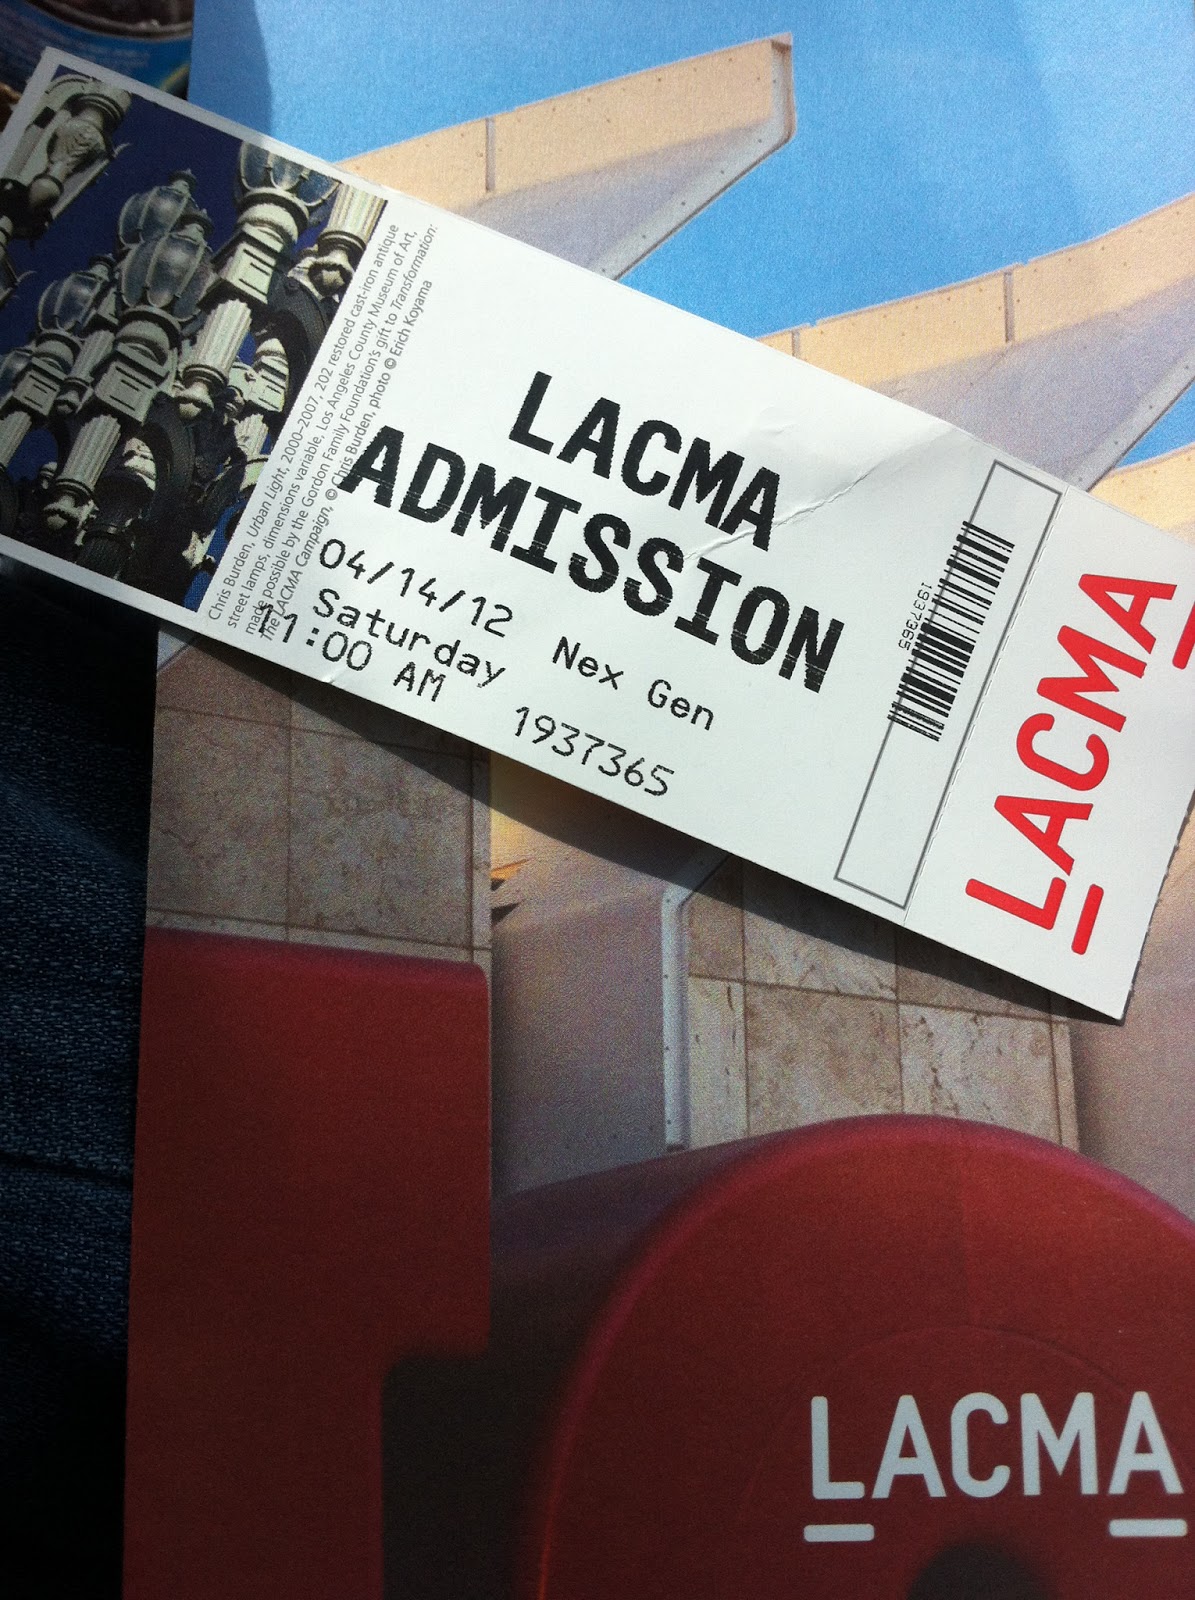 Chris Burden, Urban Light, 2000–2007, 202 restored cast-iron antique
street lamps, dimensions variable, Los Angeles County Museum of Art,
made possible by the Gordon Family Foundation's gift to Transformation:
The LACMA Campaign, © Chris Burden, photo © Erich Koyama
LACMA
ADMISSION
04/14/12 Nex Gen
Saturday
11:00 AM 1937365
1937365
LACMA
LACMA